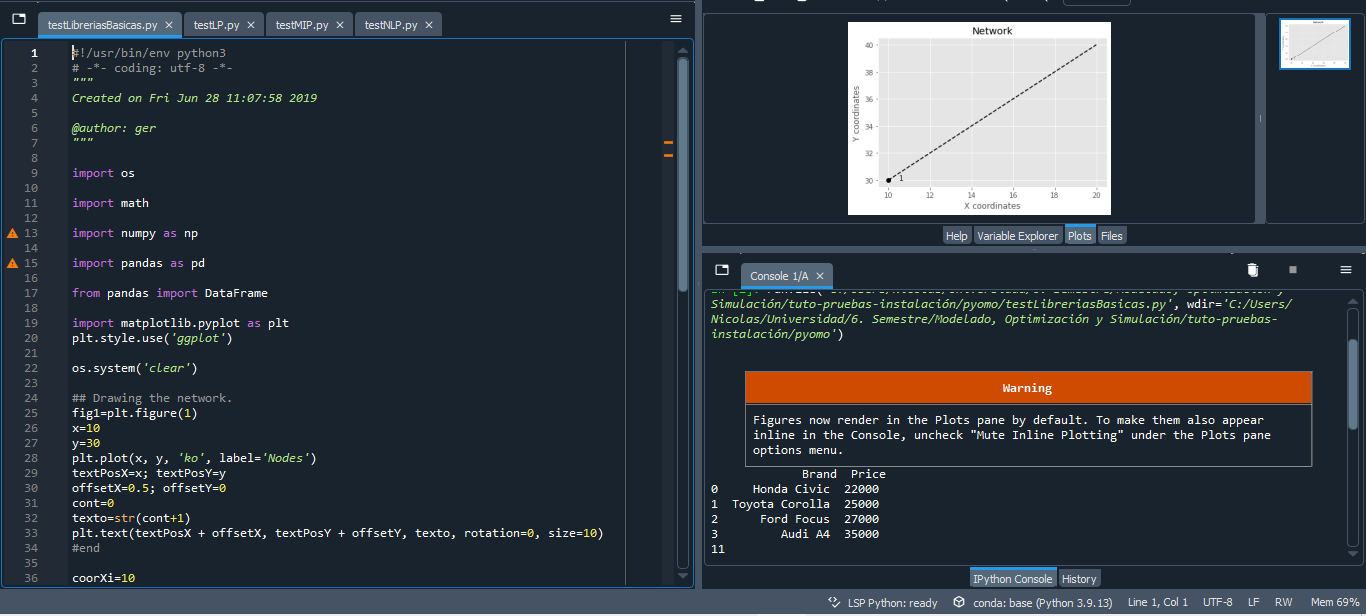 testLibreriasBasicas.py
testLP.py
testMIP.py
testNLP.py
1 #!/usr/bin/env python3
2 # -*- coding: utf-8 -*-
3 """
4 Created on Fri Jun 28 11:07:58 2019
5
6 @author: ger
7 """
8
9 import os
10
11 import math
12
13 import numpy as np
14
15 import pandas as pd
16
17 from pandas import DataFrame
18
19 import matplotlib.pyplot as plt
20 plt.style.use('ggplot')
21
22 os.system('clear')
23
24 ## Drawing the network.
25 fig1=plt.figure(1)
26 x=10
27 y=30
28 plt.plot(x, y, 'ko', label='Nodes')
29 textPosX=x; textPosY=y
30 offsetX=0.5; offsetY=0
31 cont=0
32 texto=str(cont+1)
33 plt.text(textPosX + offsetX, textPosY + offsetY, texto, rotation=0, size=10)
34 #end
35
36 coorXi=10
Network
Y coordinates
40
38
36
34
32
30
1
10 12 14 16 18 20
X coordinates
Help Variable Explorer Plots Files
Console 1/A
Simulación/tuto-pruebas-instalación/pyomo/testLibreriasBasicas.py', wdir='C:/Users/
Nicolas/Universidad/6. Semestre/Modelado, Optimización y Simulación/tuto-pruebas-
instalación/pyomo')
Warning
Figures now render in the Plots pane by default. To make them also appear
inline in the Console, uncheck "Mute Inline Plotting" under the Plots pane
options menu.
Brand Price
0 Honda Civic 22000
1 Toyota Corolla 25000
2 Ford Focus 27000
3 Audi A4 35000
11
IPython Console History
LSP Python: ready conda: base (Python 3.9.13) Line 1, Col 1 UTF-8 LF RW Mem 69%